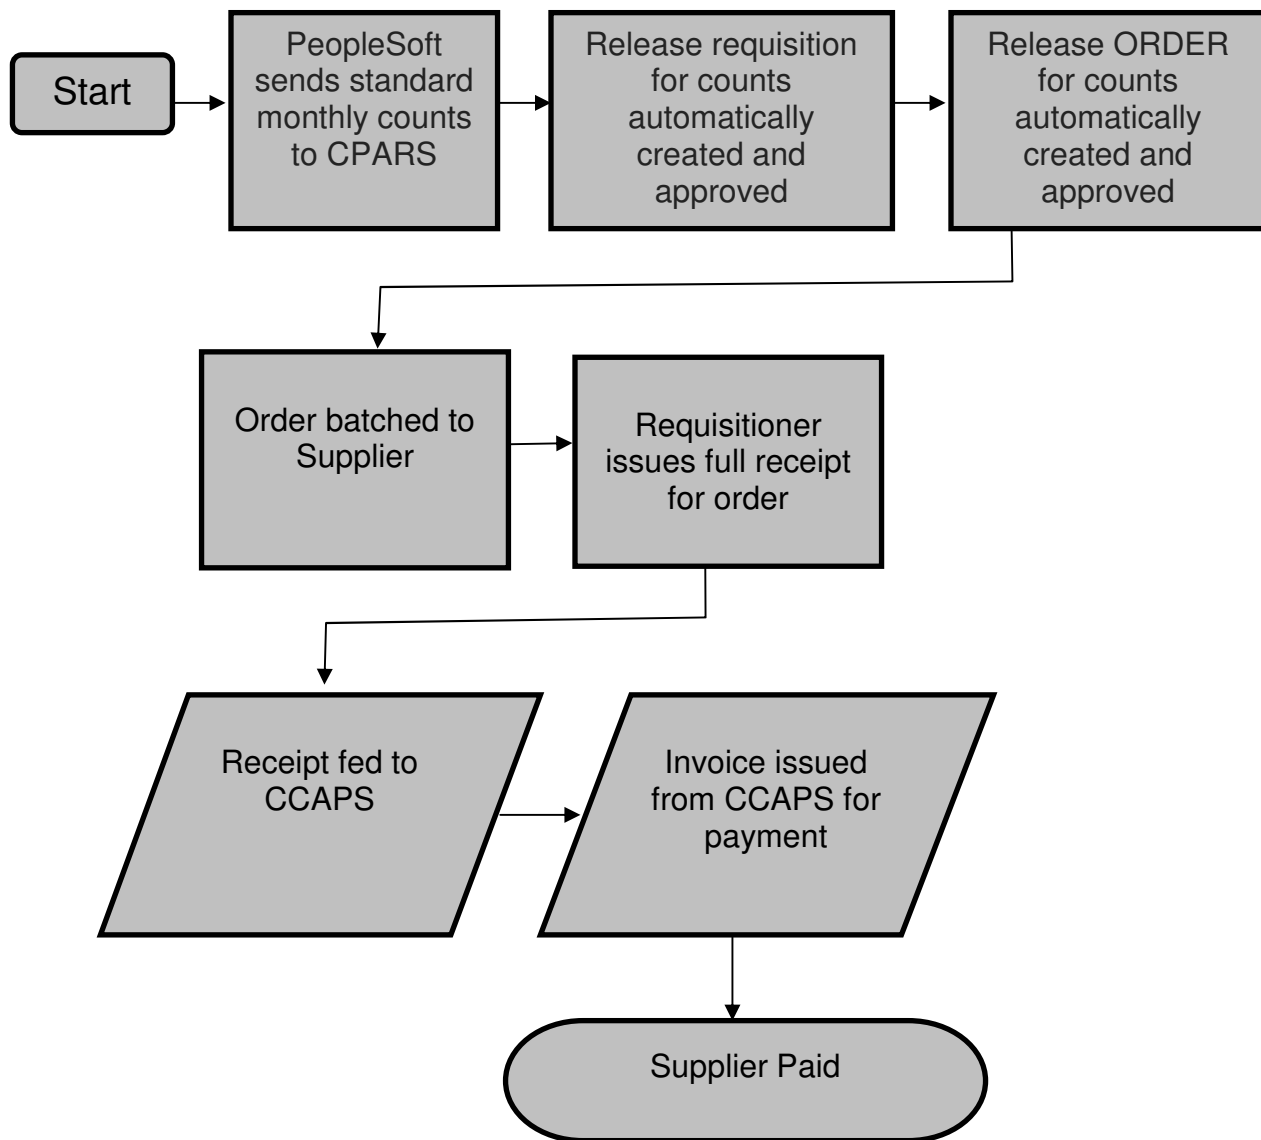 Start
PeopleSoft
sends standard
monthly counts
to CPARS
Release requisition
for counts
automatically
created and
approved
Release ORDER
for counts
automatically
created and
approved
Order batched to
Supplier
Requisitioner
issues full receipt
for order
Receipt fed to
CCAPS
Invoice issued
from CCAPS for
payment
Supplier Paid